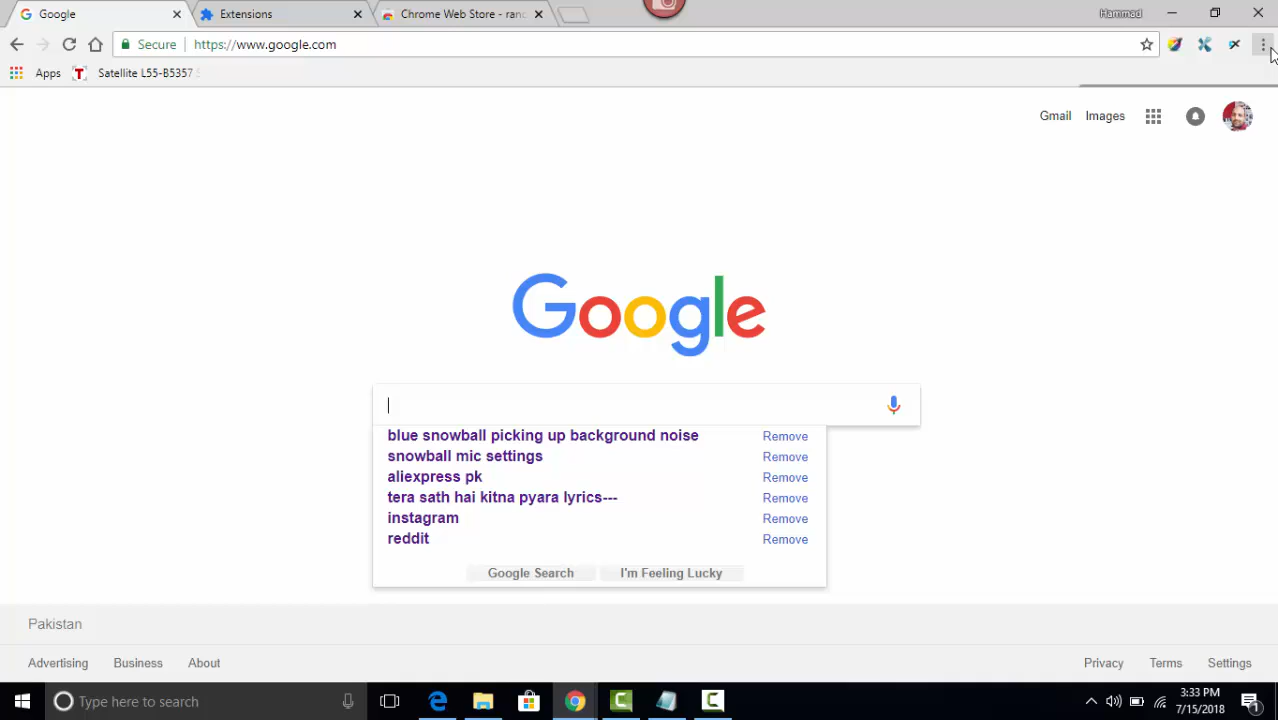 Google
Extensions
Chrome Web Store - ran
Hammad
Secure
https://www.google.com
Apps
Satellite L55-B5357
Gmail
Images
Google
blue snowball picking up background noise Remove
snowball mic settings Remove
aliexpress pk Remove
tera sath hai kitna pyara lyrics--- Remove
instagram Remove
reddit Remove
Google Search
I'm Feeling Lucky
Pakistan
Advertising
Business
About
Privacy
Terms
Settings
Type here to search
3:33 PM
7/15/2018
1